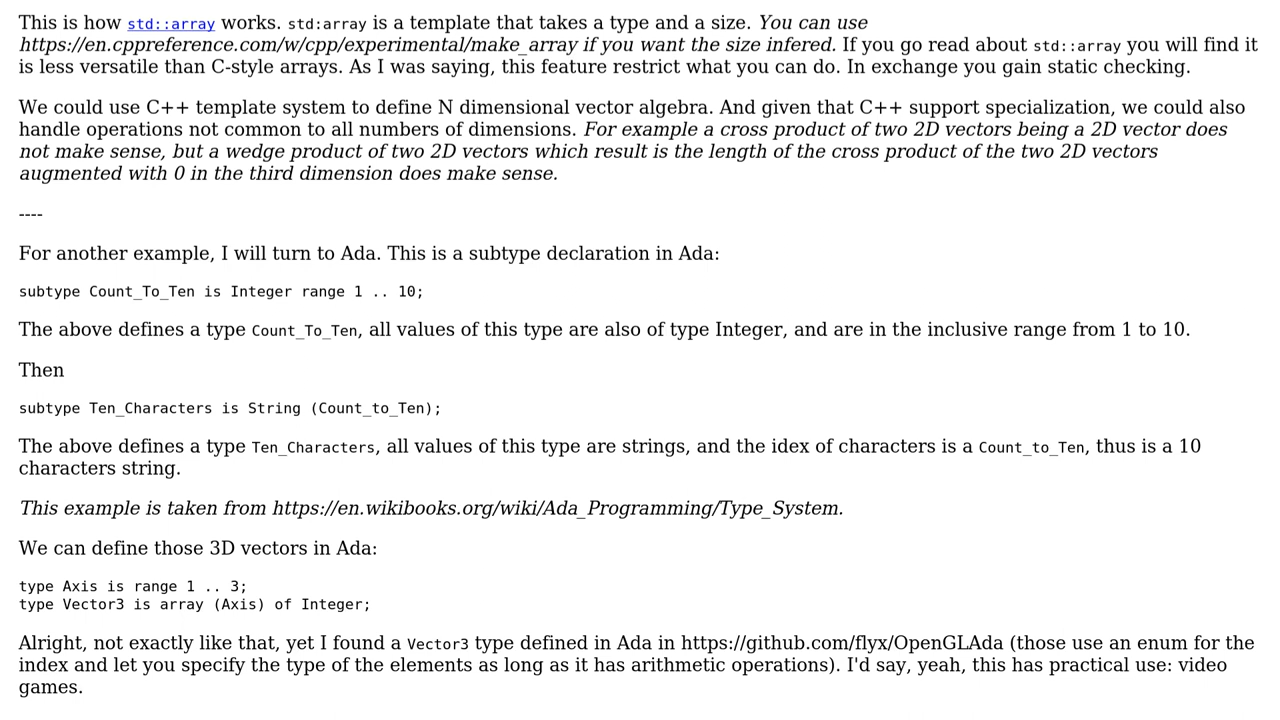 This is how std::array works. std:array is a template that takes a type and a size. You can use
https://en.cppreference.com/w/cpp/experimental/make_array if you want the size infered. If you go read about std::array you will find it
is less versatile than C-style arrays. As I was saying, this feature restrict what you can do. In exchange you gain static checking.
We could use C++ template system to define N dimensional vector algebra. And given that C++ support specialization, we could also
handle operations not common to all numbers of dimensions. For example a cross product of two 2D vectors being a 2D vector does
not make sense, but a wedge product of two 2D vectors which result is the length of the cross product of the two 2D vectors
augmented with 0 in the third dimension does make sense.
----
For another example, I will turn to Ada. This is a subtype declaration in Ada:
subtype Count_To_Ten is Integer range 1 .. 10;
The above defines a type Count_To_Ten, all values of this type are also of type Integer, and are in the inclusive range from 1 to 10.
Then
subtype Ten_Characters is String (Count_to_Ten);
The above defines a type Ten_Characters, all values of this type are strings, and the idex of characters is a Count_to_Ten, thus is a 10
characters string.
This example is taken from https://en.wikibooks.org/wiki/Ada_Programming/Type_System.
We can define those 3D vectors in Ada:
type Axis is range 1 .. 3;
type Vector3 is array (Axis) of Integer;
Alright, not exactly like that, yet I found a Vector3 type defined in Ada in https://github.com/flyx/OpenGLAda (those use an enum for the
index and let you specify the type of the elements as long as it has arithmetic operations). I'd say, yeah, this has practical use: video
games.